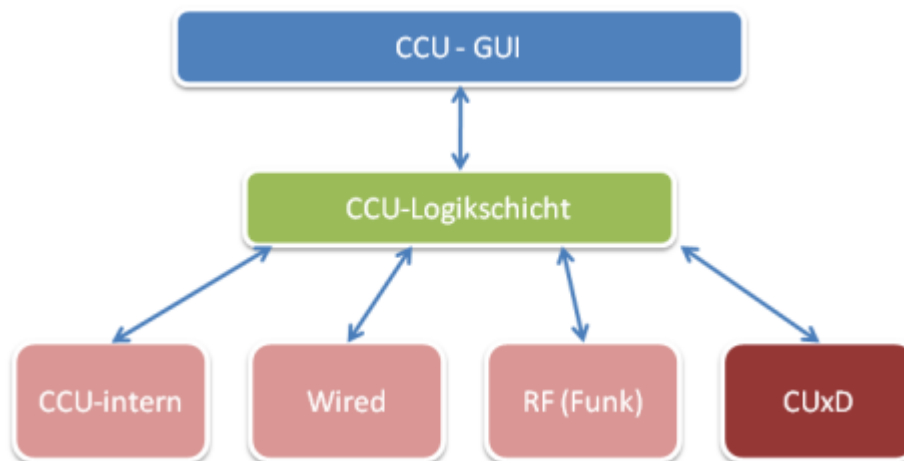 CCU - GUI
CCU-Logikschicht
CCU-intern
Wired
RF (Funk)
CUxD